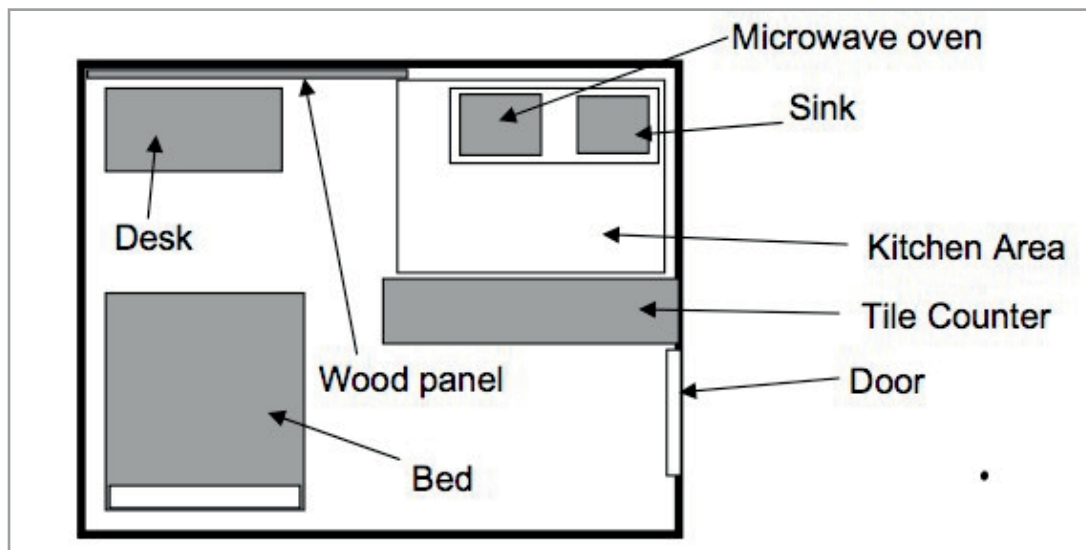 Microwave oven
Sink
Desk
Kitchen Area
Tile Counter
Wood panel
Door
Bed